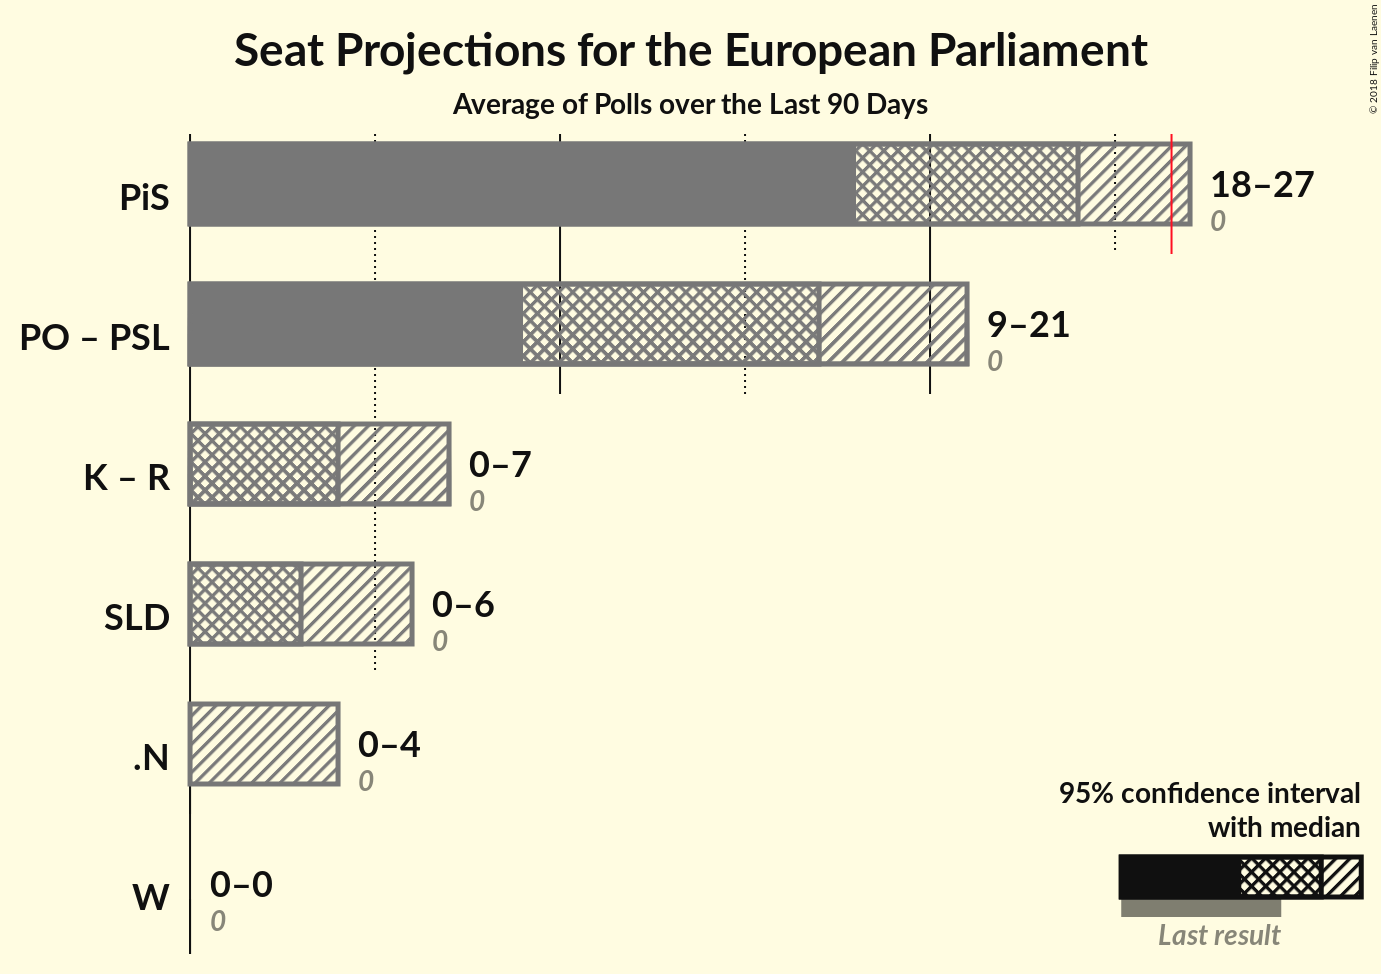 Seat Projections for the European Parliament
Average of Polls over the Last 90 Days
© 2018 Filip van Laenen
PiS
18–27
0
PO – PSL
9–21
0
K – R
0–7
0
SLD
0–6
0
.N
0–4
0
W
0–0
0
95% confidence interval
with median
Last result